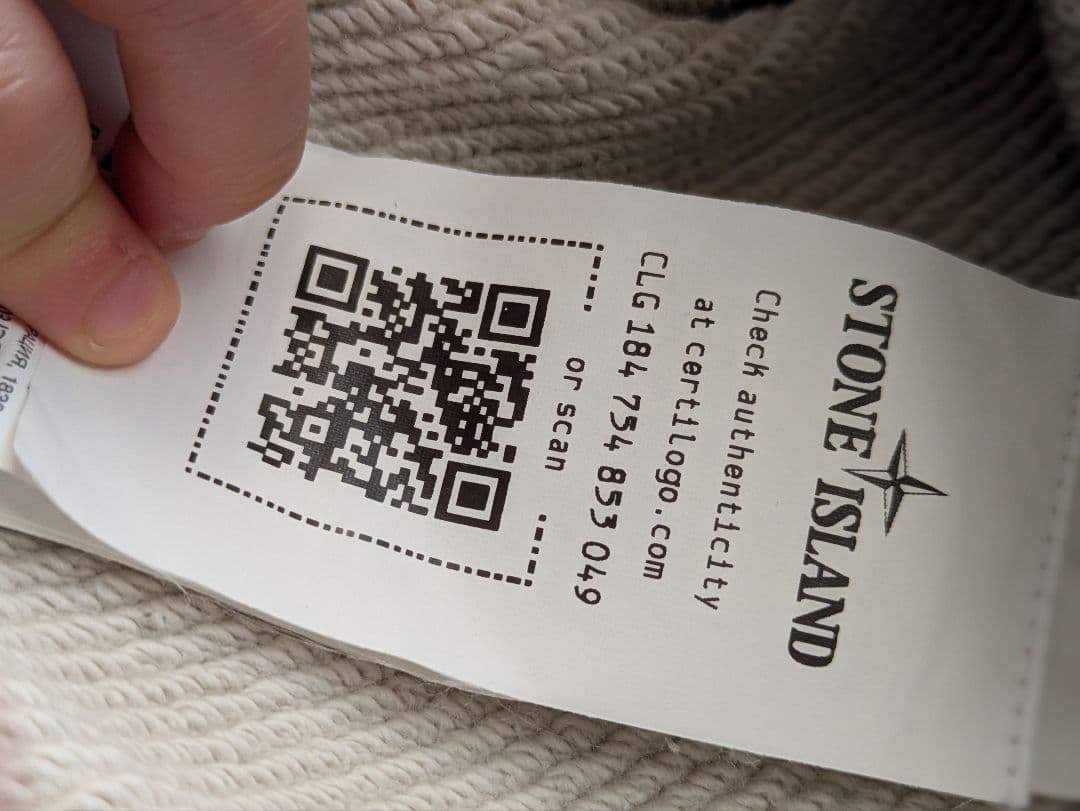 STONE ISLAND
Check authenticity
at certilogo.com
CLG 184 754 853 049
or scan